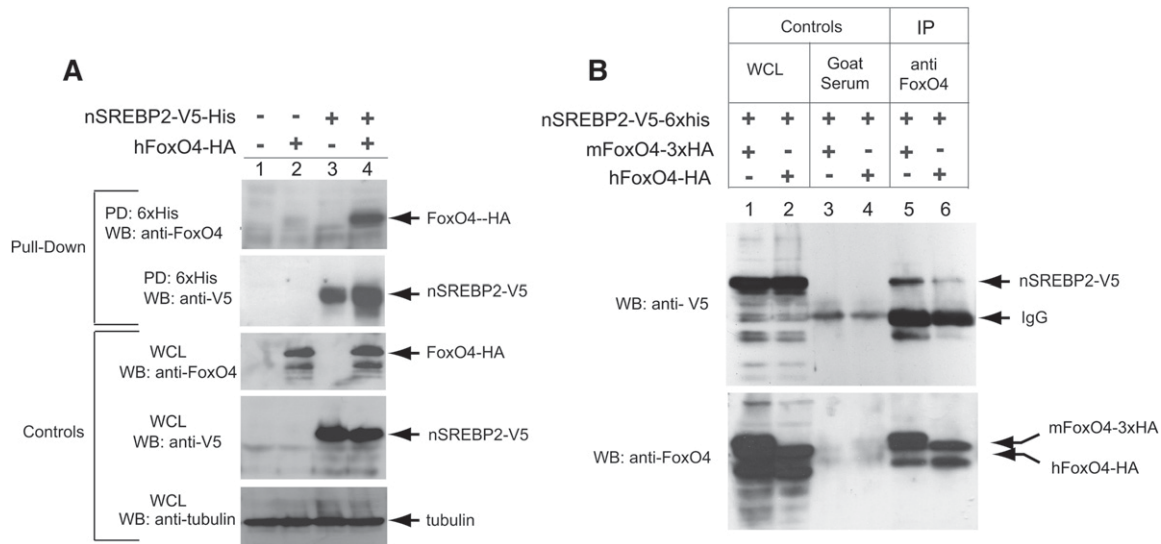 A
nSREBP2-V5-His - - + +
hFoxO4-HA - + - +
1 2 3 4
Pull-Down
PD: 6xHis
WB: anti-FoxO4
FoxO4--HA
PD: 6xHis
WB: anti-V5
nSREBP2-V5
Controls
WCL
WB: anti-FoxO4
FoxO4-HA
WCL
WB: anti-V5
nSREBP2-V5
WCL
WB: anti-tubulin
tubulin
B
Controls IP
WCL Goat Serum anti FoxO4
nSREBP2-V5-6xhis + + + + + +
mFoxO4-3xHA + - + - + -
hFoxO4-HA - + - + - +
1 2 3 4 5 6
WB: anti- V5
nSREBP2-V5
IgG
WB: anti-FoxO4
mFoxO4-3xHA
hFoxO4-HA